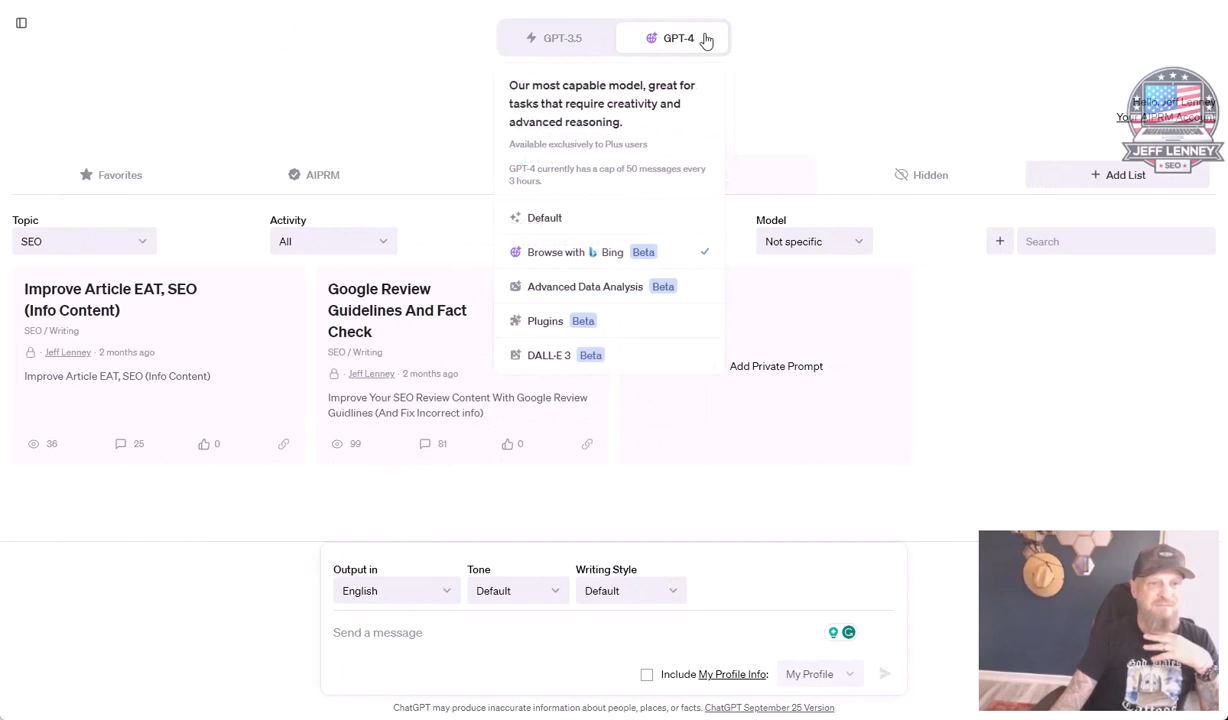 GPT-3.5
GPT-4
Our most capable model, great for
tasks that require creativity and
advanced reasoning.
Available exclusively to Plus users
GPT-4 currently has a cap of 50 messages every
3 hours.
Default
Browse with Bing Beta
Advanced Data Analysis Beta
Plugins Beta
DALL-E 3 Beta
Hello, Jeff Lenney
Your AIPRM Account
JEFF LENNEY
SEO
Favorites
AIPRM
Hidden
+ Add List
Topic
SEO
Activity
All
Model
Not specific
+
Search
Improve Article EAT, SEO
(Info Content)
SEO / Writing
· Jeff Lenney · 2 months ago
Improve Article EAT, SEO (Info Content)
36
25
0
Google Review
Guidelines And Fact
Check
SEO / Writing
· Jeff Lenney · 2 months ago
Improve Your SEO Review Content With Google Review
Guidlines (And Fix Incorrect info)
99
81
0
Add Private Prompt
Output in
English
Tone
Default
Writing Style
Default
Send a message
Include My Profile Info:
My Profile
ChatGPT may produce inaccurate information about people, places, or facts. ChatGPT September 25 Version